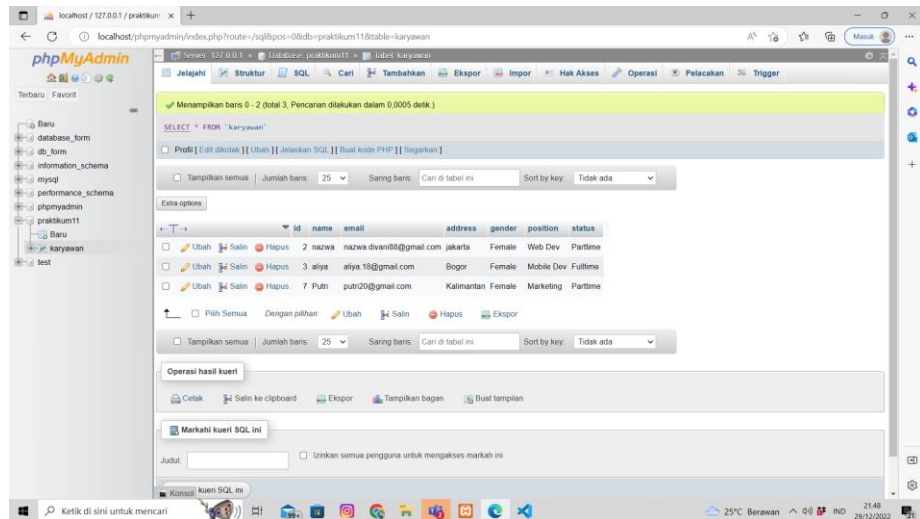 localhost / 127.0.0.1 / praktikum
localhost/phpmyadmin/index.php?route=/sql&pos=0&db=praktikum11&table=karyawan
Masuk
phpMyAdmin
Terbaru Favorit
Baru
database_form
db_form
information_schema
mysql
performance_schema
phpmyadmin
praktikum11
Baru
karyawan
test
Server: 127.0.0.1 » Database: praktikum11 » Tabel: karyawan
Jelajahi Struktur SQL Cari Tambahkan Ekspor Impor Hak Akses Operasi Pelacakan Trigger
Menampilkan baris 0 - 2 (total 3, Pencarian dilakukan dalam 0,0005 detik.)
SELECT * FROM `karyawan`
Profil [ Edit dikotak ] [ Ubah ] [ Jelaskan SQL ] [ Buat kode PHP ] [ Segarkan ]
Tampilkan semua Jumlah baris: 25 Saring baris: Cari di tabel ini Sort by key: Tidak ada
Extra options
id name email address gender position status
Ubah Salin Hapus 2 nazwa nazwa.divani88@gmail.com jakarta Female Web Dev Parttime
Ubah Salin Hapus 3 aliya aliya.18@gmail.com Bogor Female Mobile Dev Fulltime
Ubah Salin Hapus 7 Putri putri20@gmail.com Kalimantan Female Marketing Parttime
Pilih Semua Dengan pilihan: Ubah Salin Hapus Ekspor
Tampilkan semua Jumlah baris: 25 Saring baris: Cari di tabel ini Sort by key: Tidak ada
Operasi hasil kueri
Cetak Salin ke clipboard Ekspor Tampilkan bagan Buat tampilan
Markahi kueri SQL ini
Judul: Izinkan semua pengguna untuk mengakses markah ini
Konsol kueri SQL ini
Ketik di sini untuk mencari
99+
25°C Berawan
IND
21.48
29/12/2022
21